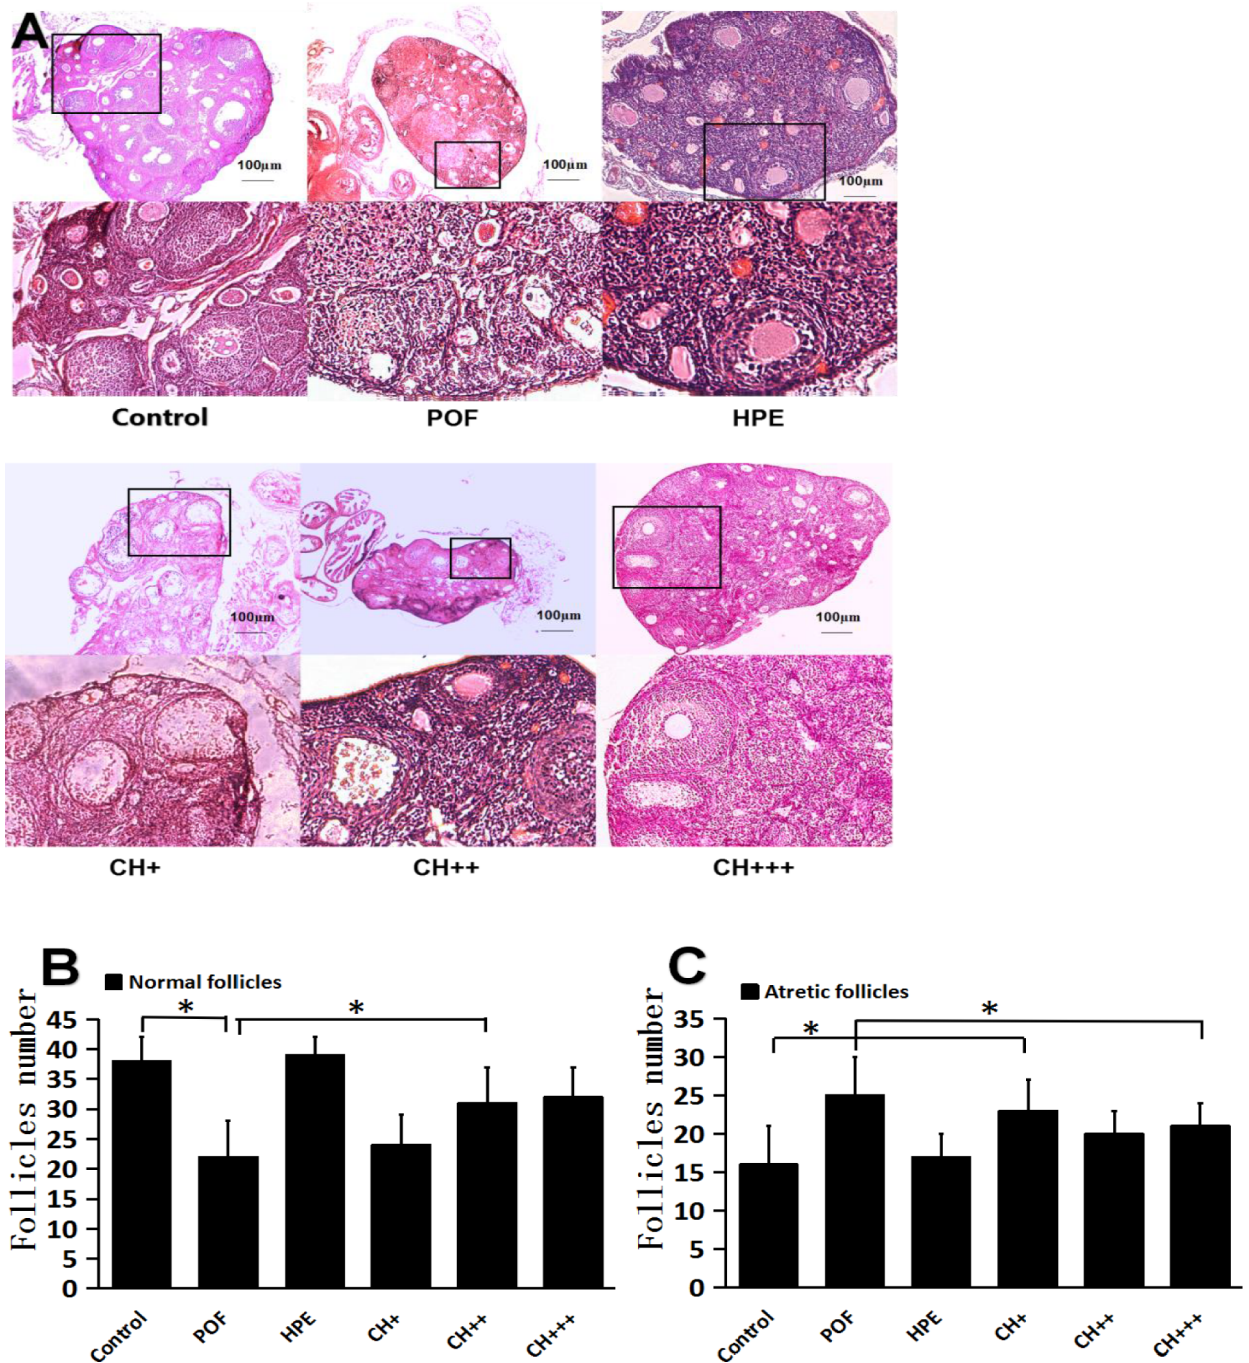 A
100μm
100μm
100μm
Control
POF
HPE
100μm
100μm
100μm
CH+
CH++
CH+++
B
Normal follicles
*
*
Follicles number
45
40
35
30
25
20
15
10
5
0
Control
POF
HPE
CH+
CH++
CH+++
C
Atretic follicles
*
*
Follicles number
35
30
25
20
15
10
5
0
Control
POF
HPE
CH+
CH++
CH+++